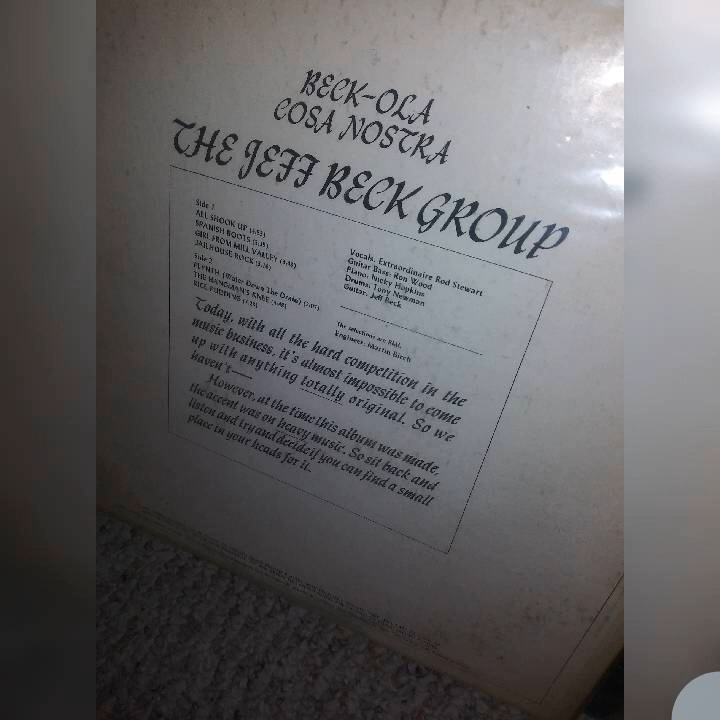 BECK-OLA
COSA NOSTRA
THE JEFF BECK GROUP
Side 1
ALL SHOOK UP
SPANISH BOOTS
GIRL FROM MILL VALLEY
JAILHOUSE ROCK
Side 2
PLYNTH (Water Down The Drain)
THE HANGMAN'S KNEE
RICE PUDDING
Vocals: Extraordinaire Rod Stewart
Guitar Bass: Ron Wood
Piano: Nicky Hopkins
Drums: Tony Newman
Guitar: Jeff Beck
The selections are BMI.
Engineer: Martin Birch
Today, with all the hard competition in the
music business, it's almost impossible to come
up with anything totally original. So we
haven't—
However, at the time this album was made,
the accent was on heavy music. So sit back and
listen and try and decide if you can find a small
place in your heads for it.